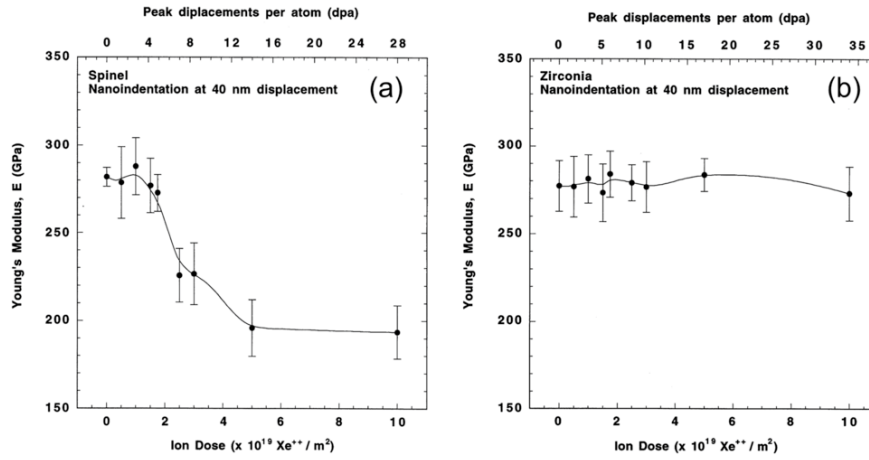 Peak diplacements per atom (dpa)
0 4 8 12 16 20 24 28
350
300
250
200
150
Young's Modulus, E (GPa)
Spinel
Nanoindentation at 40 nm displacement
(a)
0 2 4 6 8 10
Ion Dose (x 10¹⁹ Xe⁺⁺ / m²)
Peak displacements per atom (dpa)
0 5 10 15 20 25 30 35
350
300
250
200
150
Young's Modulus, E (GPa)
Zirconia
Nanoindentation at 40 nm displacement
(b)
0 2 4 6 8 10
Ion Dose (x 10¹⁹ Xe⁺⁺ / m²)